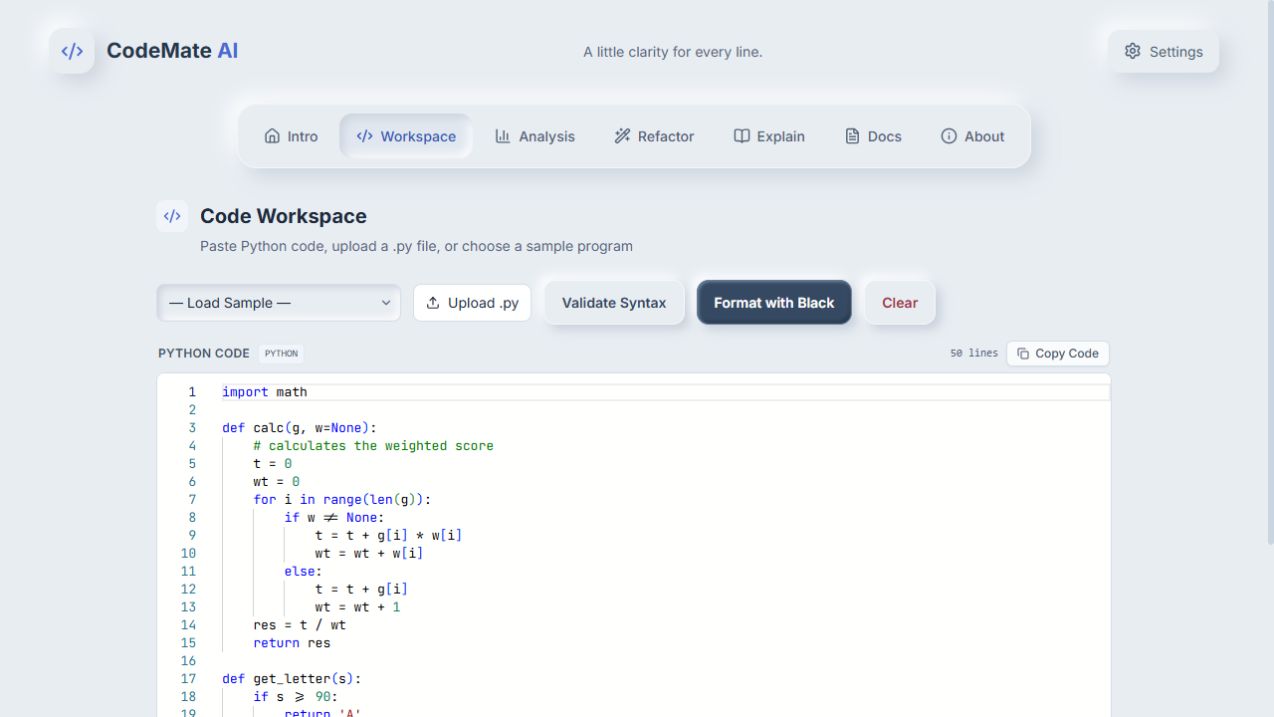 </> CodeMate AI
A little clarity for every line.
Settings
Intro
</> Workspace
Analysis
Refactor
Explain
Docs
About
</> Code Workspace
Paste Python code, upload a .py file, or choose a sample program
— Load Sample —
Upload .py
Validate Syntax
Format with Black
Clear
PYTHON CODE PYTHON
50 lines
Copy Code
1 import math
2
3 def calc(g, w=None):
4     # calculates the weighted score
5     t = 0
6     wt = 0
7     for i in range(len(g)):
8         if w ≠ None:
9             t = t + g[i] * w[i]
10             wt = wt + w[i]
11         else:
12             t = t + g[i]
13             wt = wt + 1
14     res = t / wt
15     return res
16
17 def get_letter(s):
18     if s ⩾ 90:
19         return 'A'